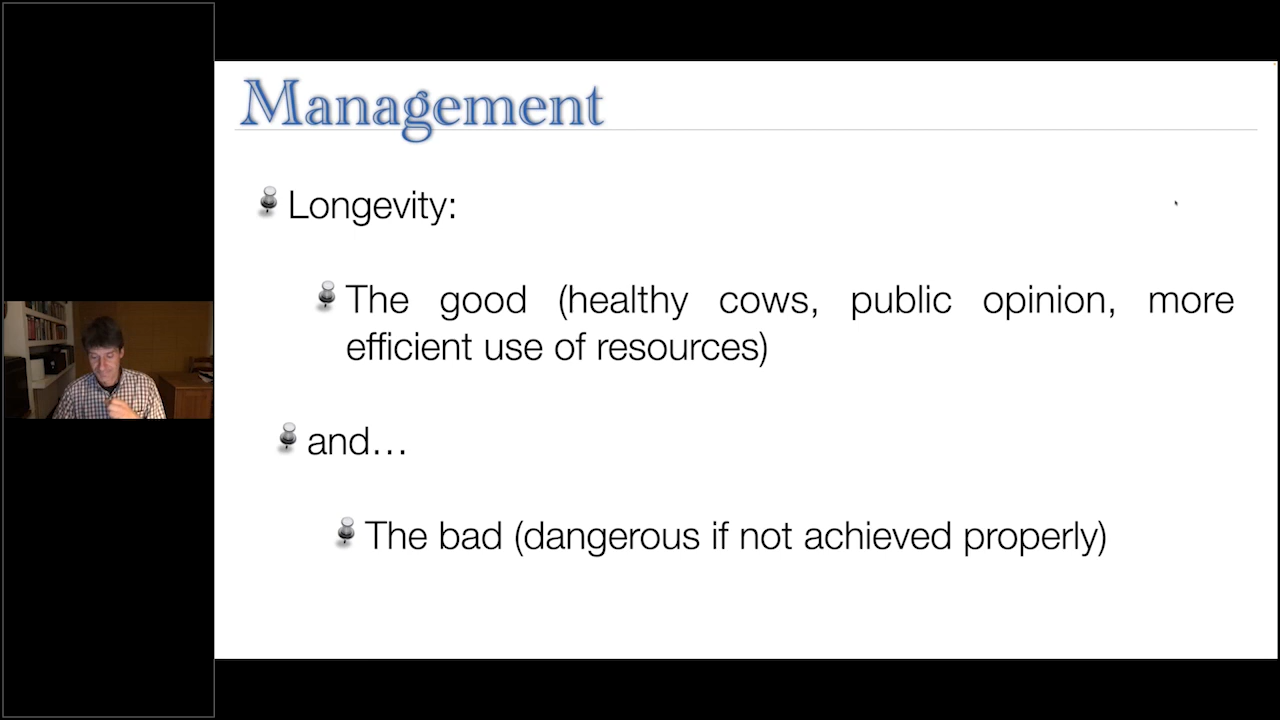 Management
Longevity:
The good (healthy cows, public opinion, more
efficient use of resources)
and...
The bad (dangerous if not achieved properly)